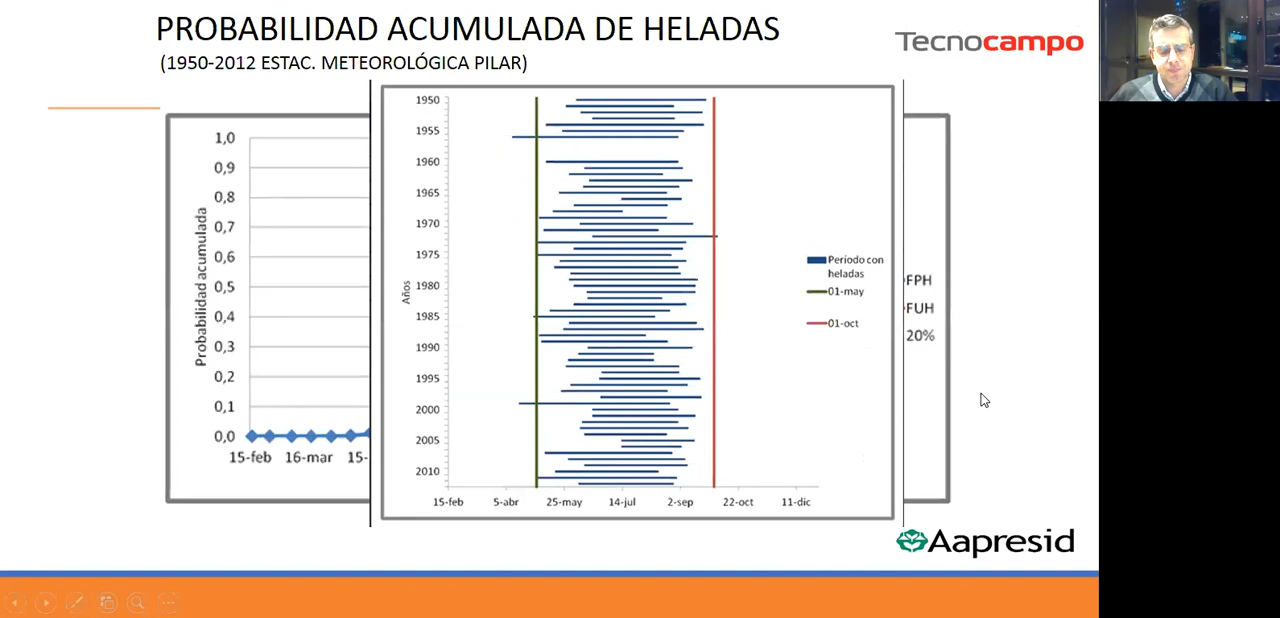 PROBABILIDAD ACUMULADA DE HELADAS
(1950-2012 ESTAC. METEOROLÓGICA PILAR)
Tecnocampo
Probabilidad acumulada
1,0
0,9
0,8
0,7
0,6
0,5
0,4
0,3
0,2
0,1
0,0
15-feb 16-mar 15-
Años
1950
1955
1960
1965
1970
1975
1980
1985
1990
1995
2000
2005
2010
15-feb 5-abr 25-may 14-jul 2-sep 22-oct 11-dic
Período con
heladas
01-may
01-oct
FPH
FUH
20%
Aapresid